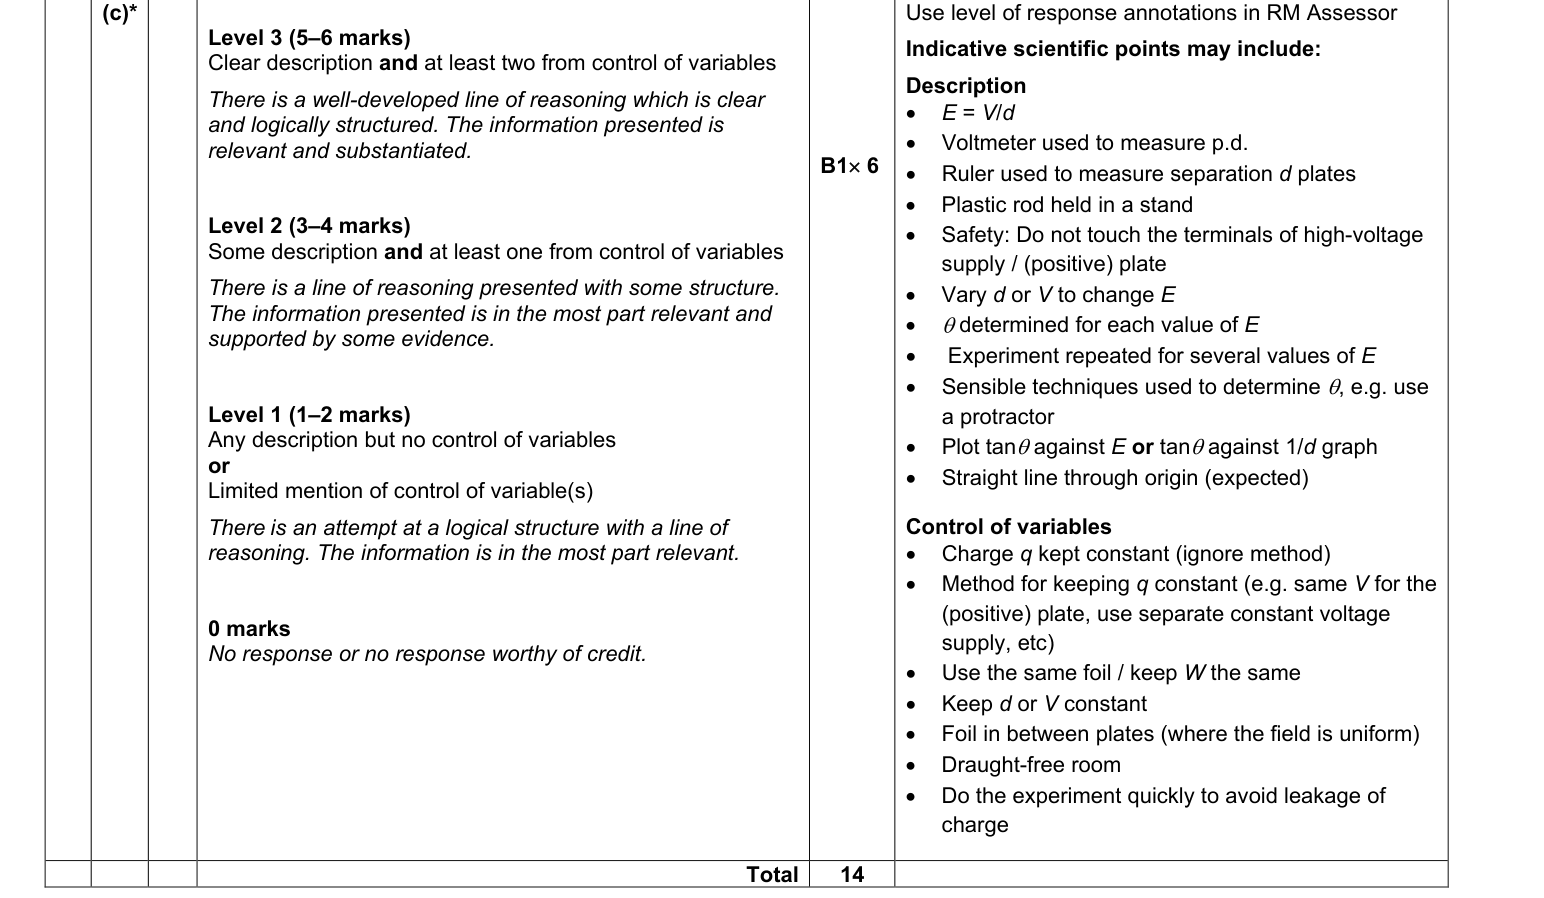 (c)*
Level 3 (5–6 marks)
Clear description and at least two from control of variables
There is a well-developed line of reasoning which is clear
and logically structured. The information presented is
relevant and substantiated.
Level 2 (3–4 marks)
Some description and at least one from control of variables
There is a line of reasoning presented with some structure.
The information presented is in the most part relevant and
supported by some evidence.
Level 1 (1–2 marks)
Any description but no control of variables
or
Limited mention of control of variable(s)
There is an attempt at a logical structure with a line of
reasoning. The information is in the most part relevant.
0 marks
No response or no response worthy of credit.
B1× 6
Use level of response annotations in RM Assessor
Indicative scientific points may include:
Description
• E = V/d
• Voltmeter used to measure p.d.
• Ruler used to measure separation d plates
• Plastic rod held in a stand
• Safety: Do not touch the terminals of high-voltage
supply / (positive) plate
• Vary d or V to change E
• θ determined for each value of E
• Experiment repeated for several values of E
• Sensible techniques used to determine θ, e.g. use
a protractor
• Plot tanθ against E or tanθ against 1/d graph
• Straight line through origin (expected)
Control of variables
• Charge q kept constant (ignore method)
• Method for keeping q constant (e.g. same V for the
(positive) plate, use separate constant voltage
supply, etc)
• Use the same foil / keep W the same
• Keep d or V constant
• Foil in between plates (where the field is uniform)
• Draught-free room
• Do the experiment quickly to avoid leakage of
charge
Total 14